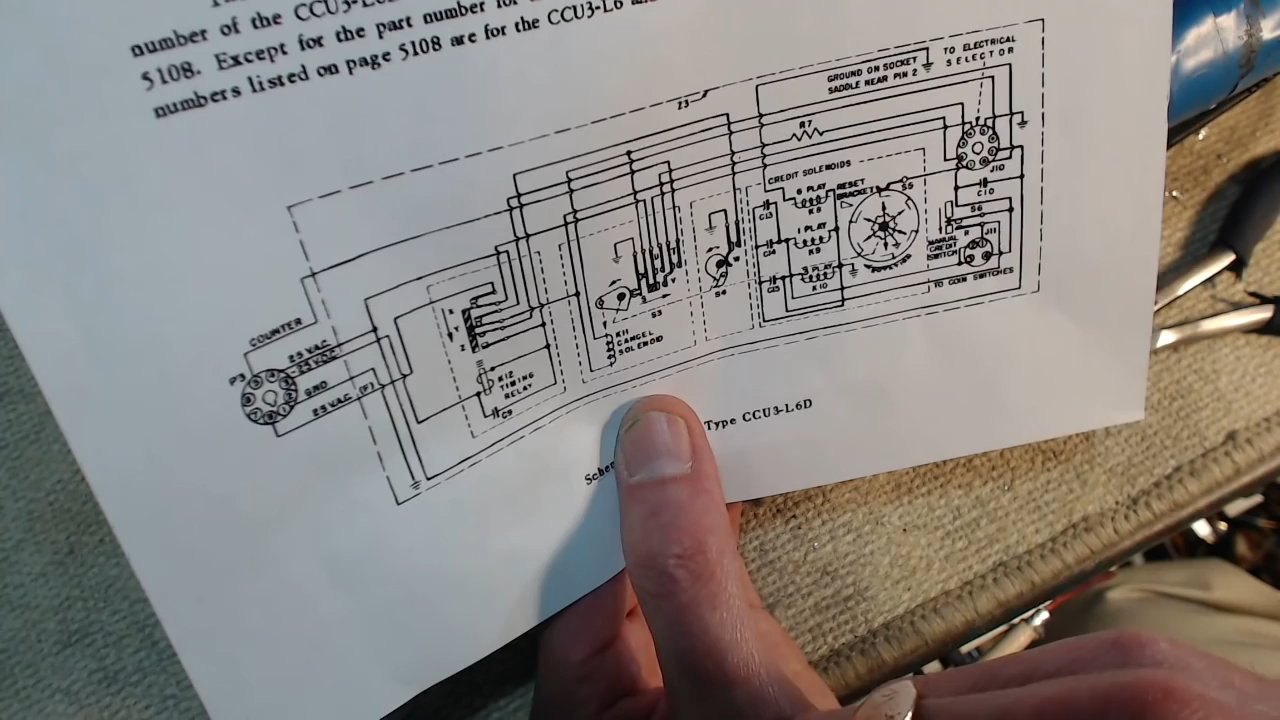 number of the CCU3-L6
5108. Except for the part number for
numbers listed on page 5108 are for the CCU3-L6 and
Z3
GROUND ON SOCKET
SADDLE NEAR PIN 2
TO ELECTRICAL
SELECTOR
R7
J10
CREDIT SOLENOIDS
C10
6 PLAY
K8
RESET
BRACKET
S5
S6
C13
1 PLAY
K9
R
J11
MANUAL
CREDIT
SWITCH
C14
3 PLAY
K10
C15
TO COIN SWITCHES
S4
S3
K11
CANCEL
SOLENOID
X
Y
Z
K12
TIMING
RELAY
C9
COUNTER
25 VAC
25 VDC
P3
GND
25 VAC (F)
Type CCU3-L6D